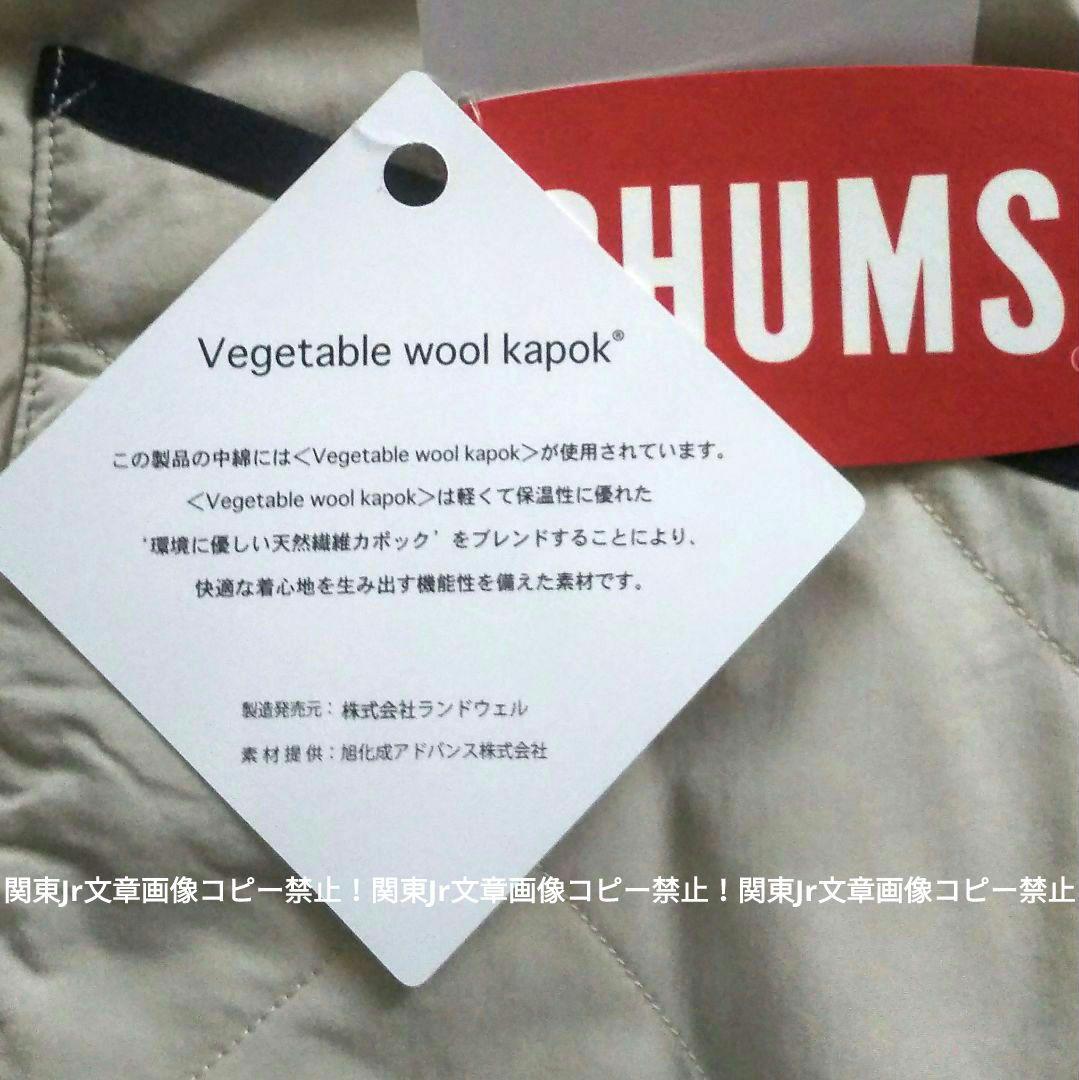 CHUMS
Vegetable wool kapok®
この製品の中綿には＜Vegetable wool kapok＞が使用されています。
＜Vegetable wool kapok＞は軽くて保温性に優れた
‘環境に優しい天然繊維カポック’をブレンドすることにより、
快適な着心地を生み出す機能性を備えた素材です。
製造発売元：株式会社ランドウェル
素材提供：旭化成アドバンス株式会社
関東Jr文章画像コピー禁止！関東Jr文章画像コピー禁止！関東Jr文章画像コピー禁止